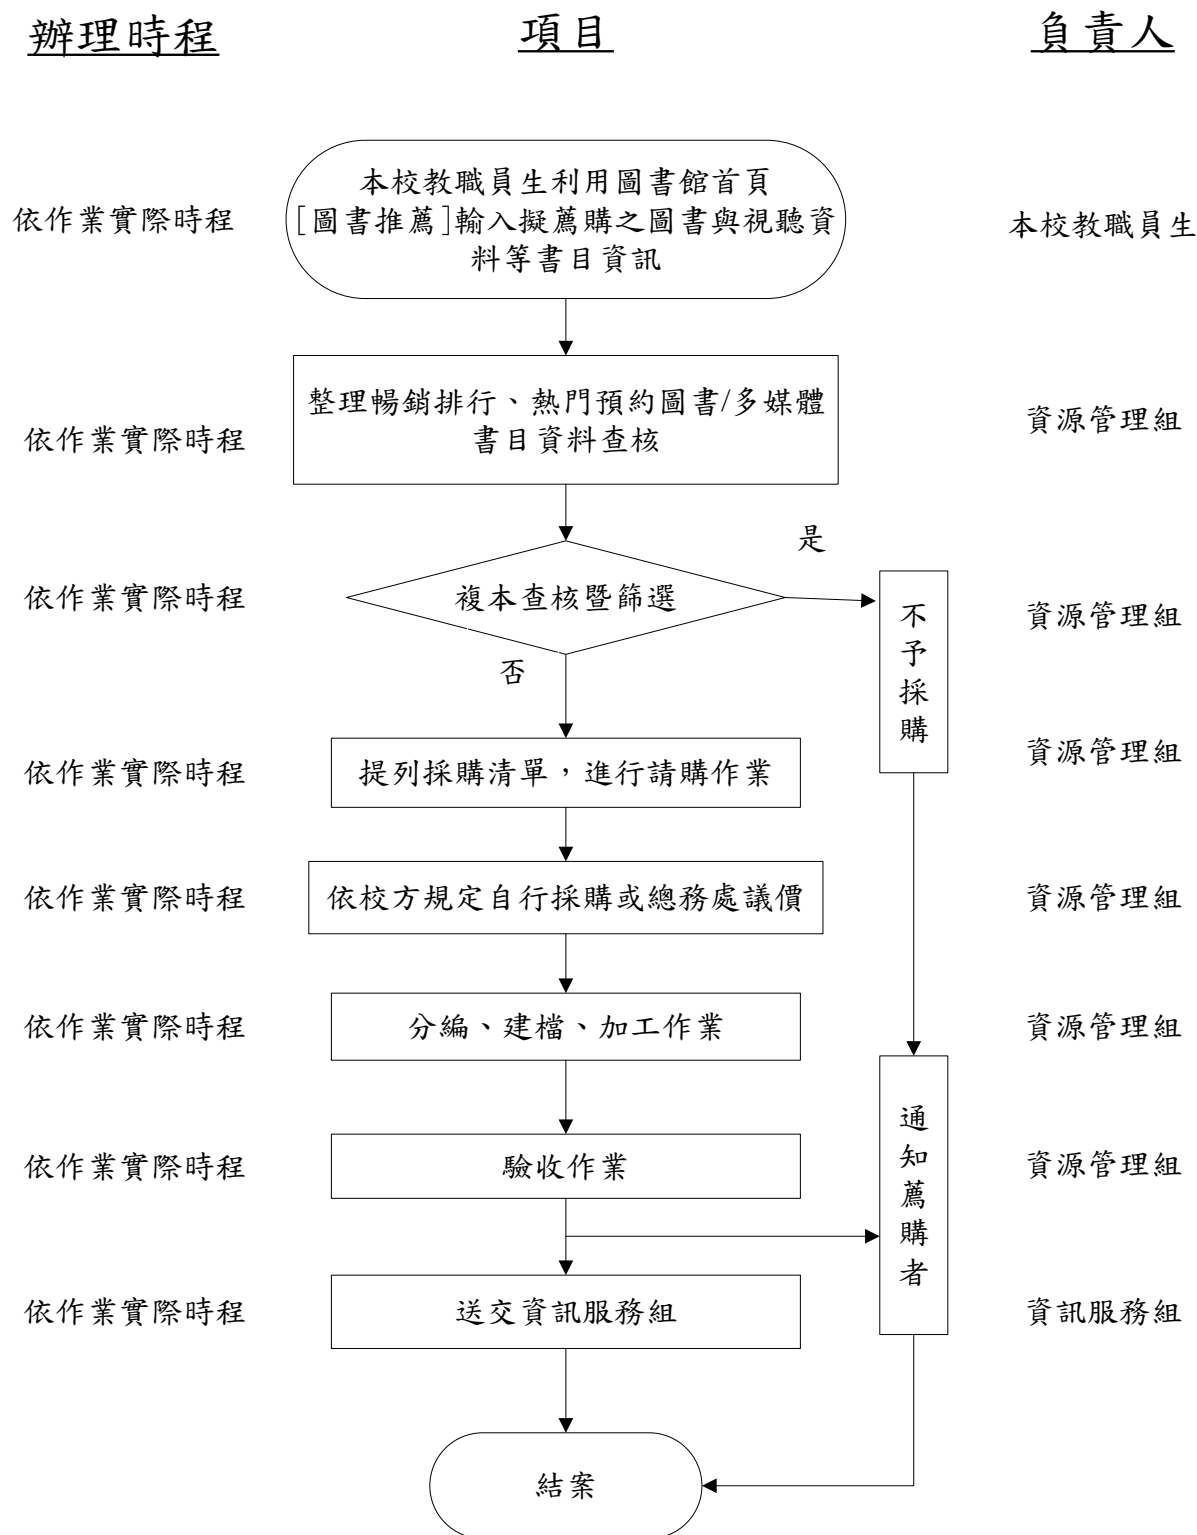 辦理時程
項目
負責人
依作業實際時程
本校教職員生利用圖書館首頁
[圖書推薦]輸入擬薦購之圖書與視聽資
料等書目資訊
本校教職員生
依作業實際時程
整理暢銷排行、熱門預約圖書/多媒體
書目資料查核
資源管理組
依作業實際時程
複本查核暨篩選
是
否
不予採購
資源管理組
依作業實際時程
提列採購清單，進行請購作業
資源管理組
依作業實際時程
依校方規定自行採購或總務處議價
資源管理組
依作業實際時程
分編、建檔、加工作業
資源管理組
依作業實際時程
驗收作業
通知薦購者
資源管理組
依作業實際時程
送交資訊服務組
資訊服務組
結案